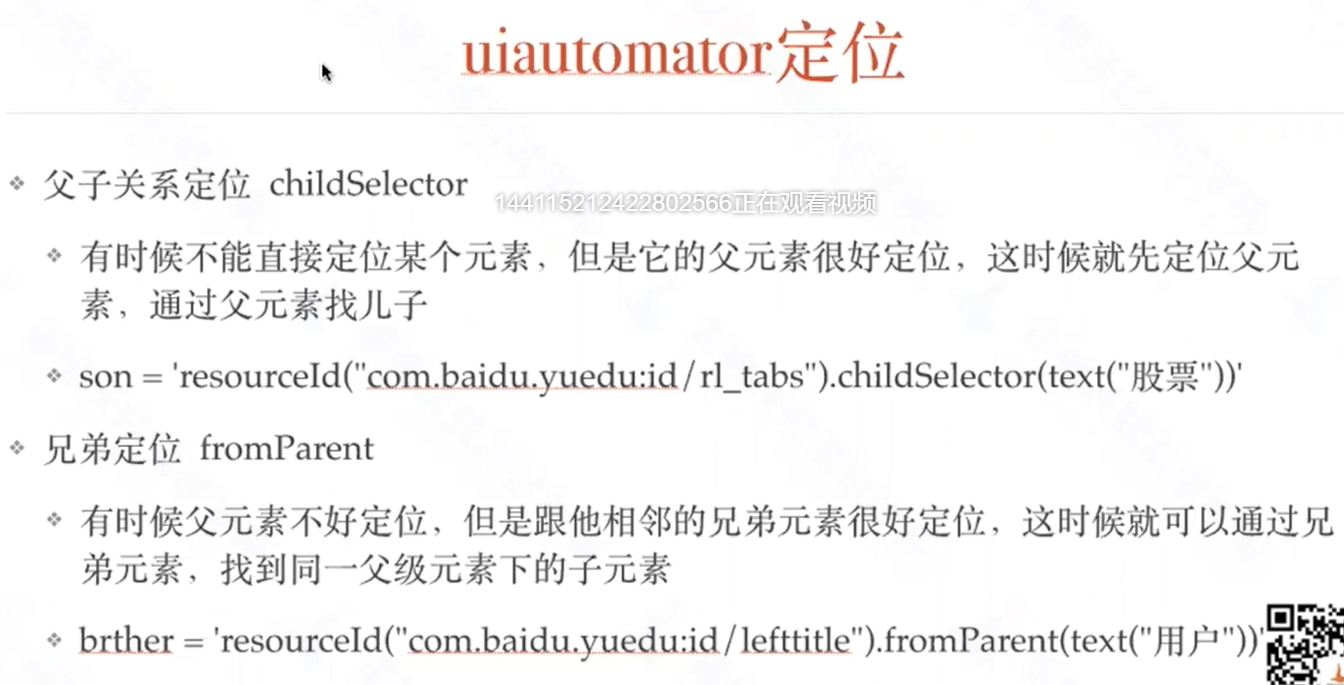 uiautomator定位
父子关系定位 childSelector
144115212422802566正在观看视频
有时候不能直接定位某个元素，但是它的父元素很好定位，这时候就先定位父元
素，通过父元素找儿子
son = 'resourceId("com.baidu.yuedu:id/rl_tabs").childSelector(text("股票"))'
兄弟定位 fromParent
有时候父元素不好定位，但是跟他相邻的兄弟元素很好定位，这时候就可以通过兄
弟元素，找到同一父级元素下的子元素
brther = 'resourceId("com.baidu.yuedu:id/lefttitle").fromParent(text("用户"))'